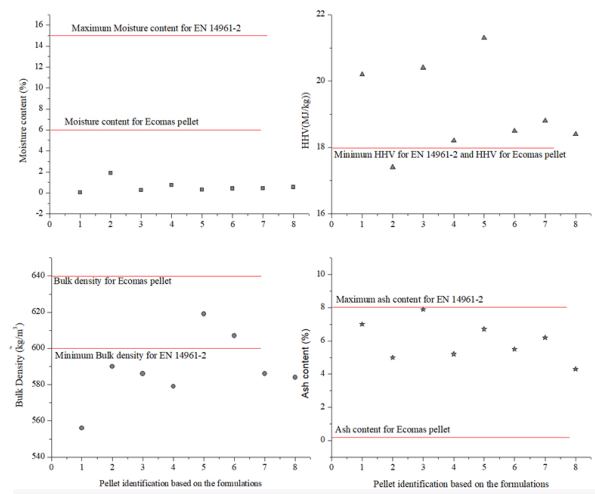 16
14
12
10
8
6
4
2
0
-2
Moisture content (%)
Maximum Moisture content for EN 14961-2
Moisture content for Ecomas pellet
0 1 2 3 4 5 6 7 8
22
20
18
16
HHV(MJ/kg))
Minimum HHV for EN 14961-2 and HHV for Ecomas pellet
0 1 2 3 4 5 6 7 8
640
620
600
580
560
540
Bulk Density (kg/m³)
Bulk density for Ecomas pellet
Minimum Bulk density for EN 14961-2
0 1 2 3 4 5 6 7 8
Pellet identification based on the formulations
10
8
6
4
2
0
Ash content (%)
Maximum ash content for EN 14961-2
Ash content for Ecomas pellet
0 1 2 3 4 5 6 7 8
Pellet identification based on the formulations